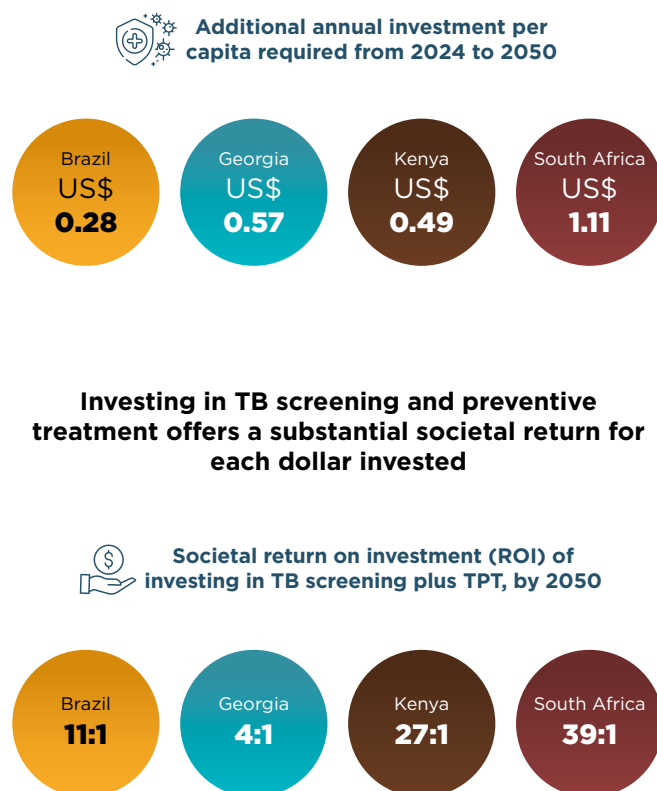 Additional annual investment per
capita required from 2024 to 2050
Brazil
US$
0.28
Georgia
US$
0.57
Kenya
US$
0.49
South Africa
US$
1.11
Investing in TB screening and preventive
treatment offers a substantial societal return for
each dollar invested
$
Societal return on investment (ROI) of
investing in TB screening plus TPT, by 2050
Brazil
11:1
Georgia
4:1
Kenya
27:1
South Africa
39:1